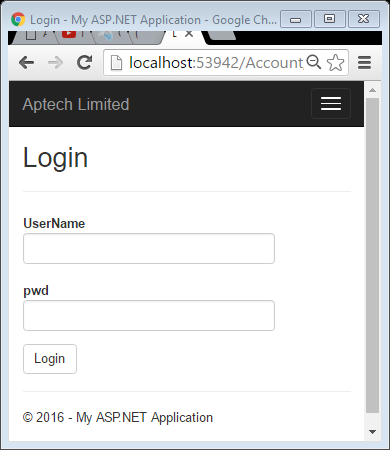 Login - My ASP.NET Application - Google Ch...
localhost:53942/Account
Aptech Limited
Login
UserName
pwd
Login
© 2016 - My ASP.NET Application